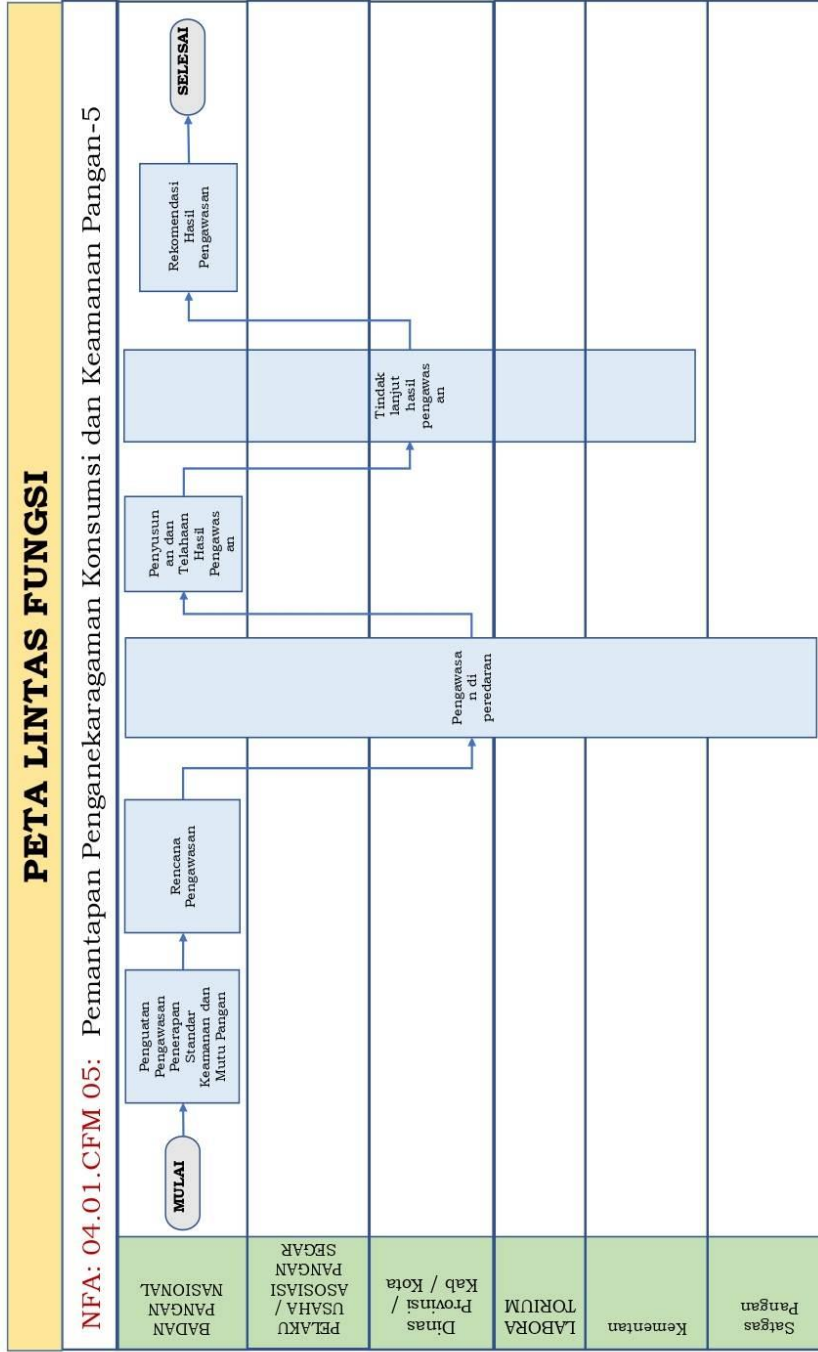 PETA LINTAS FUNGSI
NFA: 04.01.CFM 05: Pemantapan Penganekaragaman Konsumsi dan Keamanan Pangan-5
BADAN
PANGAN
NASIONAL
MULAI
Penguatan
Pengawasan
Penerapan
Standar
Keamanan dan
Mutu Pangan
Rencana
Pengawasan
Penyusun
an dan
Telahaan
Hasil
Pengawas
an
Rekomendasi
Hasil
Pengawasan
SELESAI
PELAKU
USAHA /
ASOSIASI
PANGAN
SEGAR
Dinas
Provinsi /
Kab / Kota
Pengawasa
n di
peredaran
Tindak
lanjut
hasil
pengawas
an
LABORA
TORIUM
Kementan
Satgas
Pangan